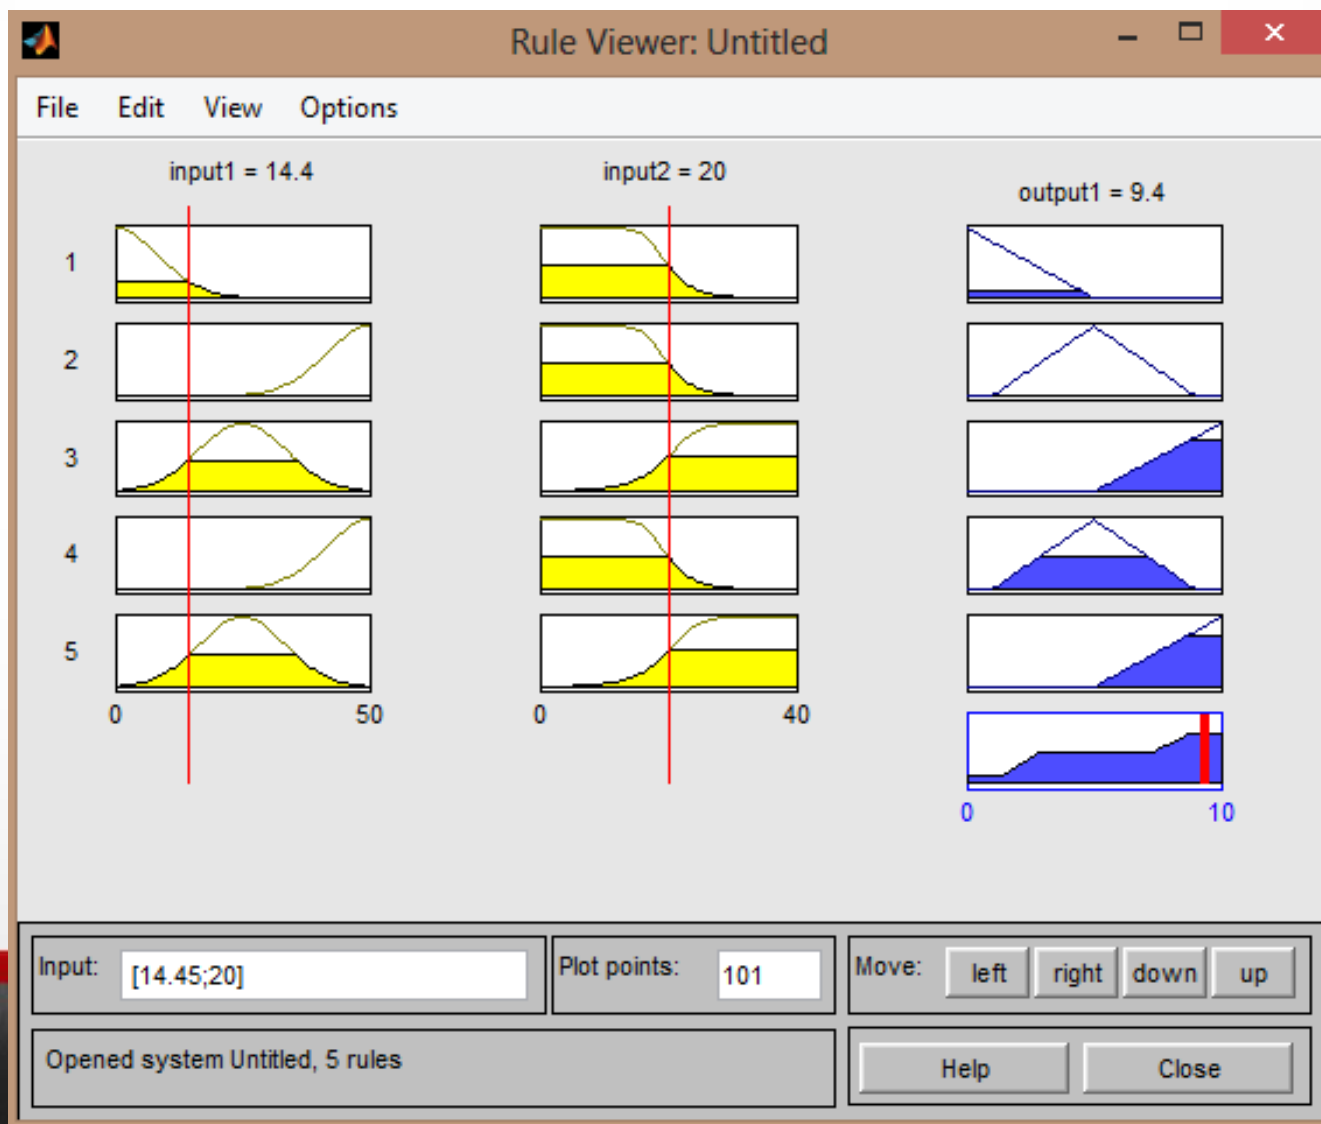 Rule Viewer: Untitled
File Edit View Options
input1 = 14.4 input2 = 20 output1 = 9.4
1
2
3
4
5
0 50 0 40
0 10
Input: [14.45;20] Plot points: 101 Move: left right down up
Opened system Untitled, 5 rules Help Close